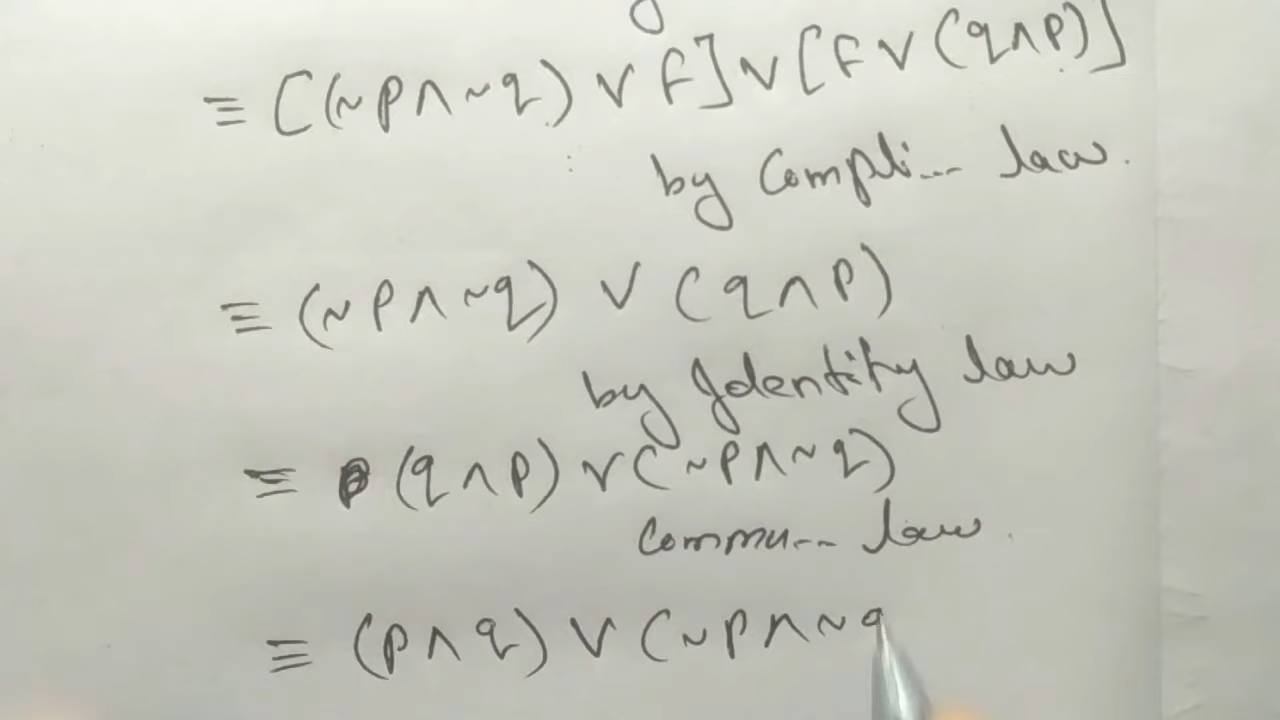 ≡ [(~p∧~q) ∨ F] ∨ [F ∨ (q∧p)]
by Compli... law.
≡ (~p∧~q) ∨ (q∧p)
by Identity law
≡ (q∧p) ∨ (~p∧~q)
Commu... law.
≡ (p∧q) ∨ (~p∧~q